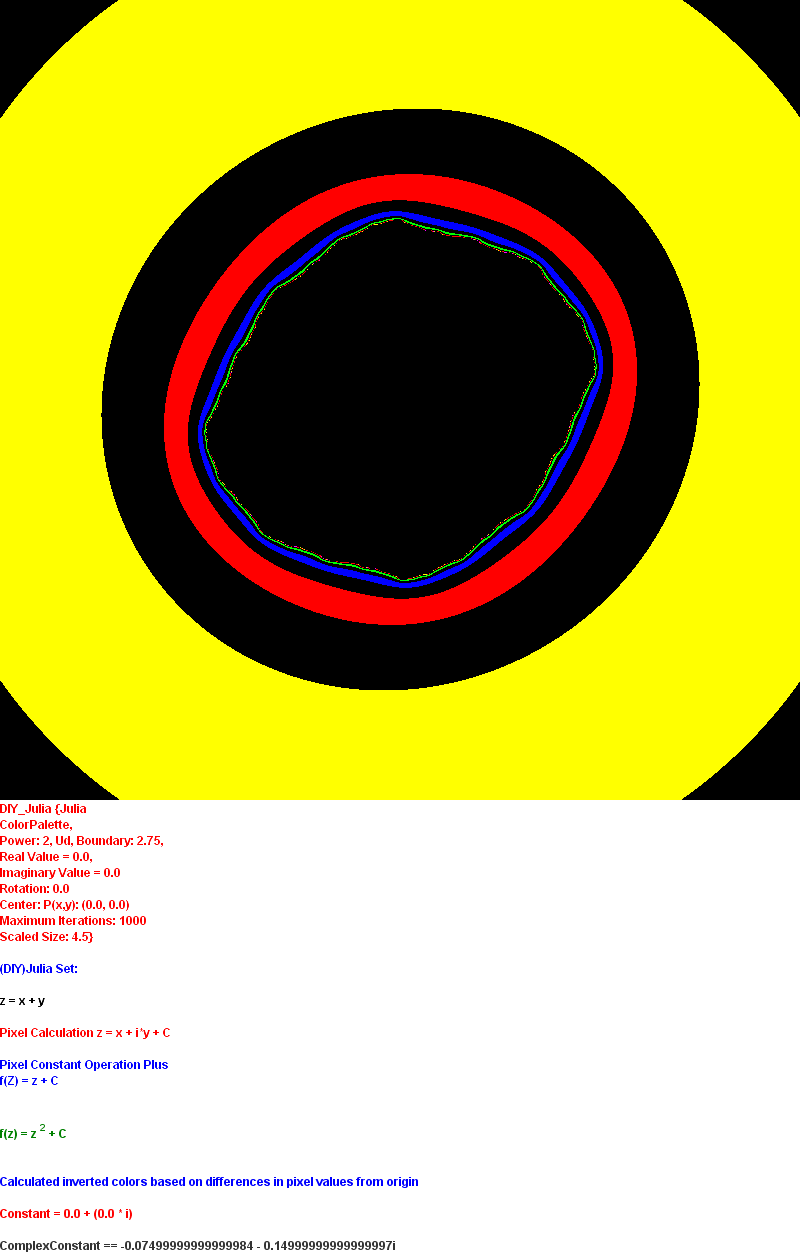 DIY_Julia {Julia
ColorPalette,
Power: 2, Ud, Boundary: 2.75,
Real Value = 0.0,
Imaginary Value = 0.0
Rotation: 0.0
Center: P(x,y): (0.0, 0.0)
Maximum Iterations: 1000
Scaled Size: 4.5}
(DIY)Julia Set:
z = x + y
Pixel Calculation z = x + i*y + C
Pixel Constant Operation Plus
f(Z) = z + C
f(z) = z ² + C
Calculated inverted colors based on differences in pixel values from origin
Constant = 0.0 + (0.0 * i)
ComplexConstant == -0.07499999999999984 - 0.14999999999999997i